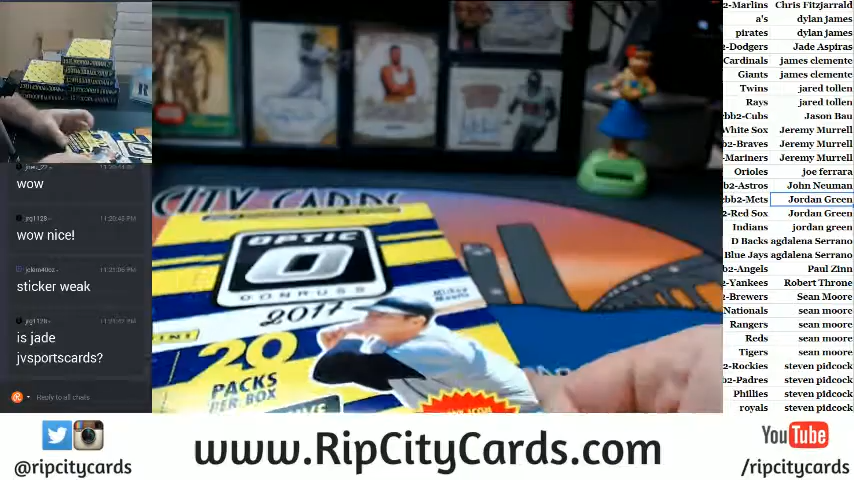 joez_22-
wow
jrg1128-
wow nice!
sticker weak
jrg1128-
is jade
jvsportscards?
Reply to all chats
CITY CARDS
OPTIC
DONRUSS
2017
20
PACKS
PER BOX
2-Marlins Chris Fitzjarrald
a's dylan james
pirates dylan james
2-Dodgers Jade Aspiras
Cardinals james clemente
Giants james clemente
Twins jared tollen
Rays jared tollen
bb2-Cubs Jason Bau
White Sox Jeremy Murrell
2-Braves Jeremy Murrell
-Mariners Jeremy Murrell
Orioles joe ferrara
b2-Astros John Neuman
bb2-Mets Jordan Green
2-Red Sox Jordan Green
Indians jordan green
D Backs agdalena Serrano
Blue Jays agdalena Serrano
2-Angels Paul Zinn
2-Yankees Robert Throne
2-Brewers Sean Moore
Nationals sean moore
Rangers sean moore
Reds sean moore
Tigers sean moore
2-Rockies steven pidcock
2-Padres steven pidcock
Phillies steven pidcock
royals steven pidcock
@ripcitycards
www.RipCityCards.com
YouTube
/ripcitycards